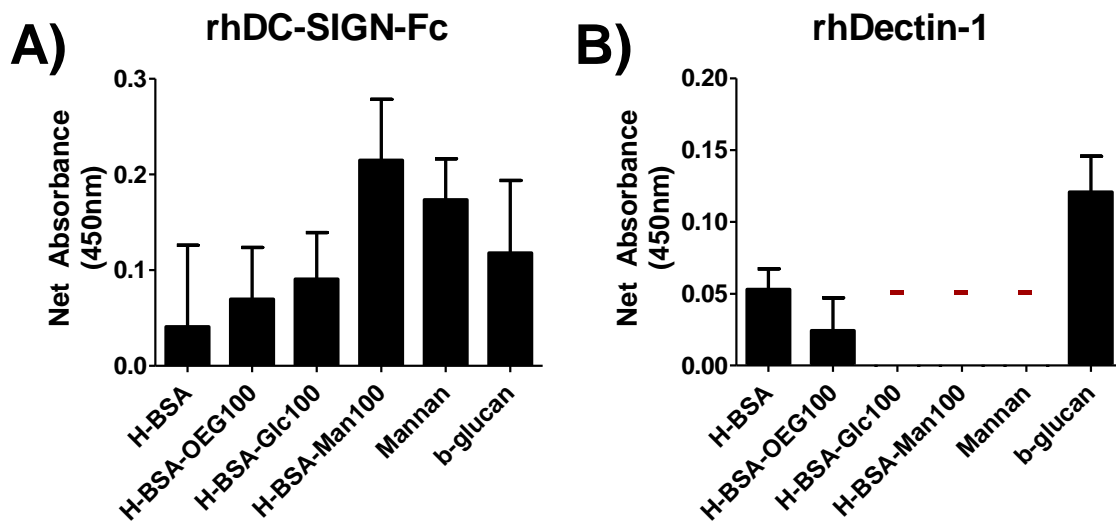 A)
rhDC-SIGN-Fc
Net Absorbance
(450nm)
0.3
0.2
0.1
0.0
H-BSA
H-BSA-OEG100
H-BSA-Glc100
H-BSA-Man100
Mannan
b-glucan
B)
rhDectin-1
Net Absorbance
(450nm)
0.20
0.15
0.10
0.05
0.00
H-BSA
H-BSA-OEG100
H-BSA-Glc100
H-BSA-Man100
Mannan
b-glucan